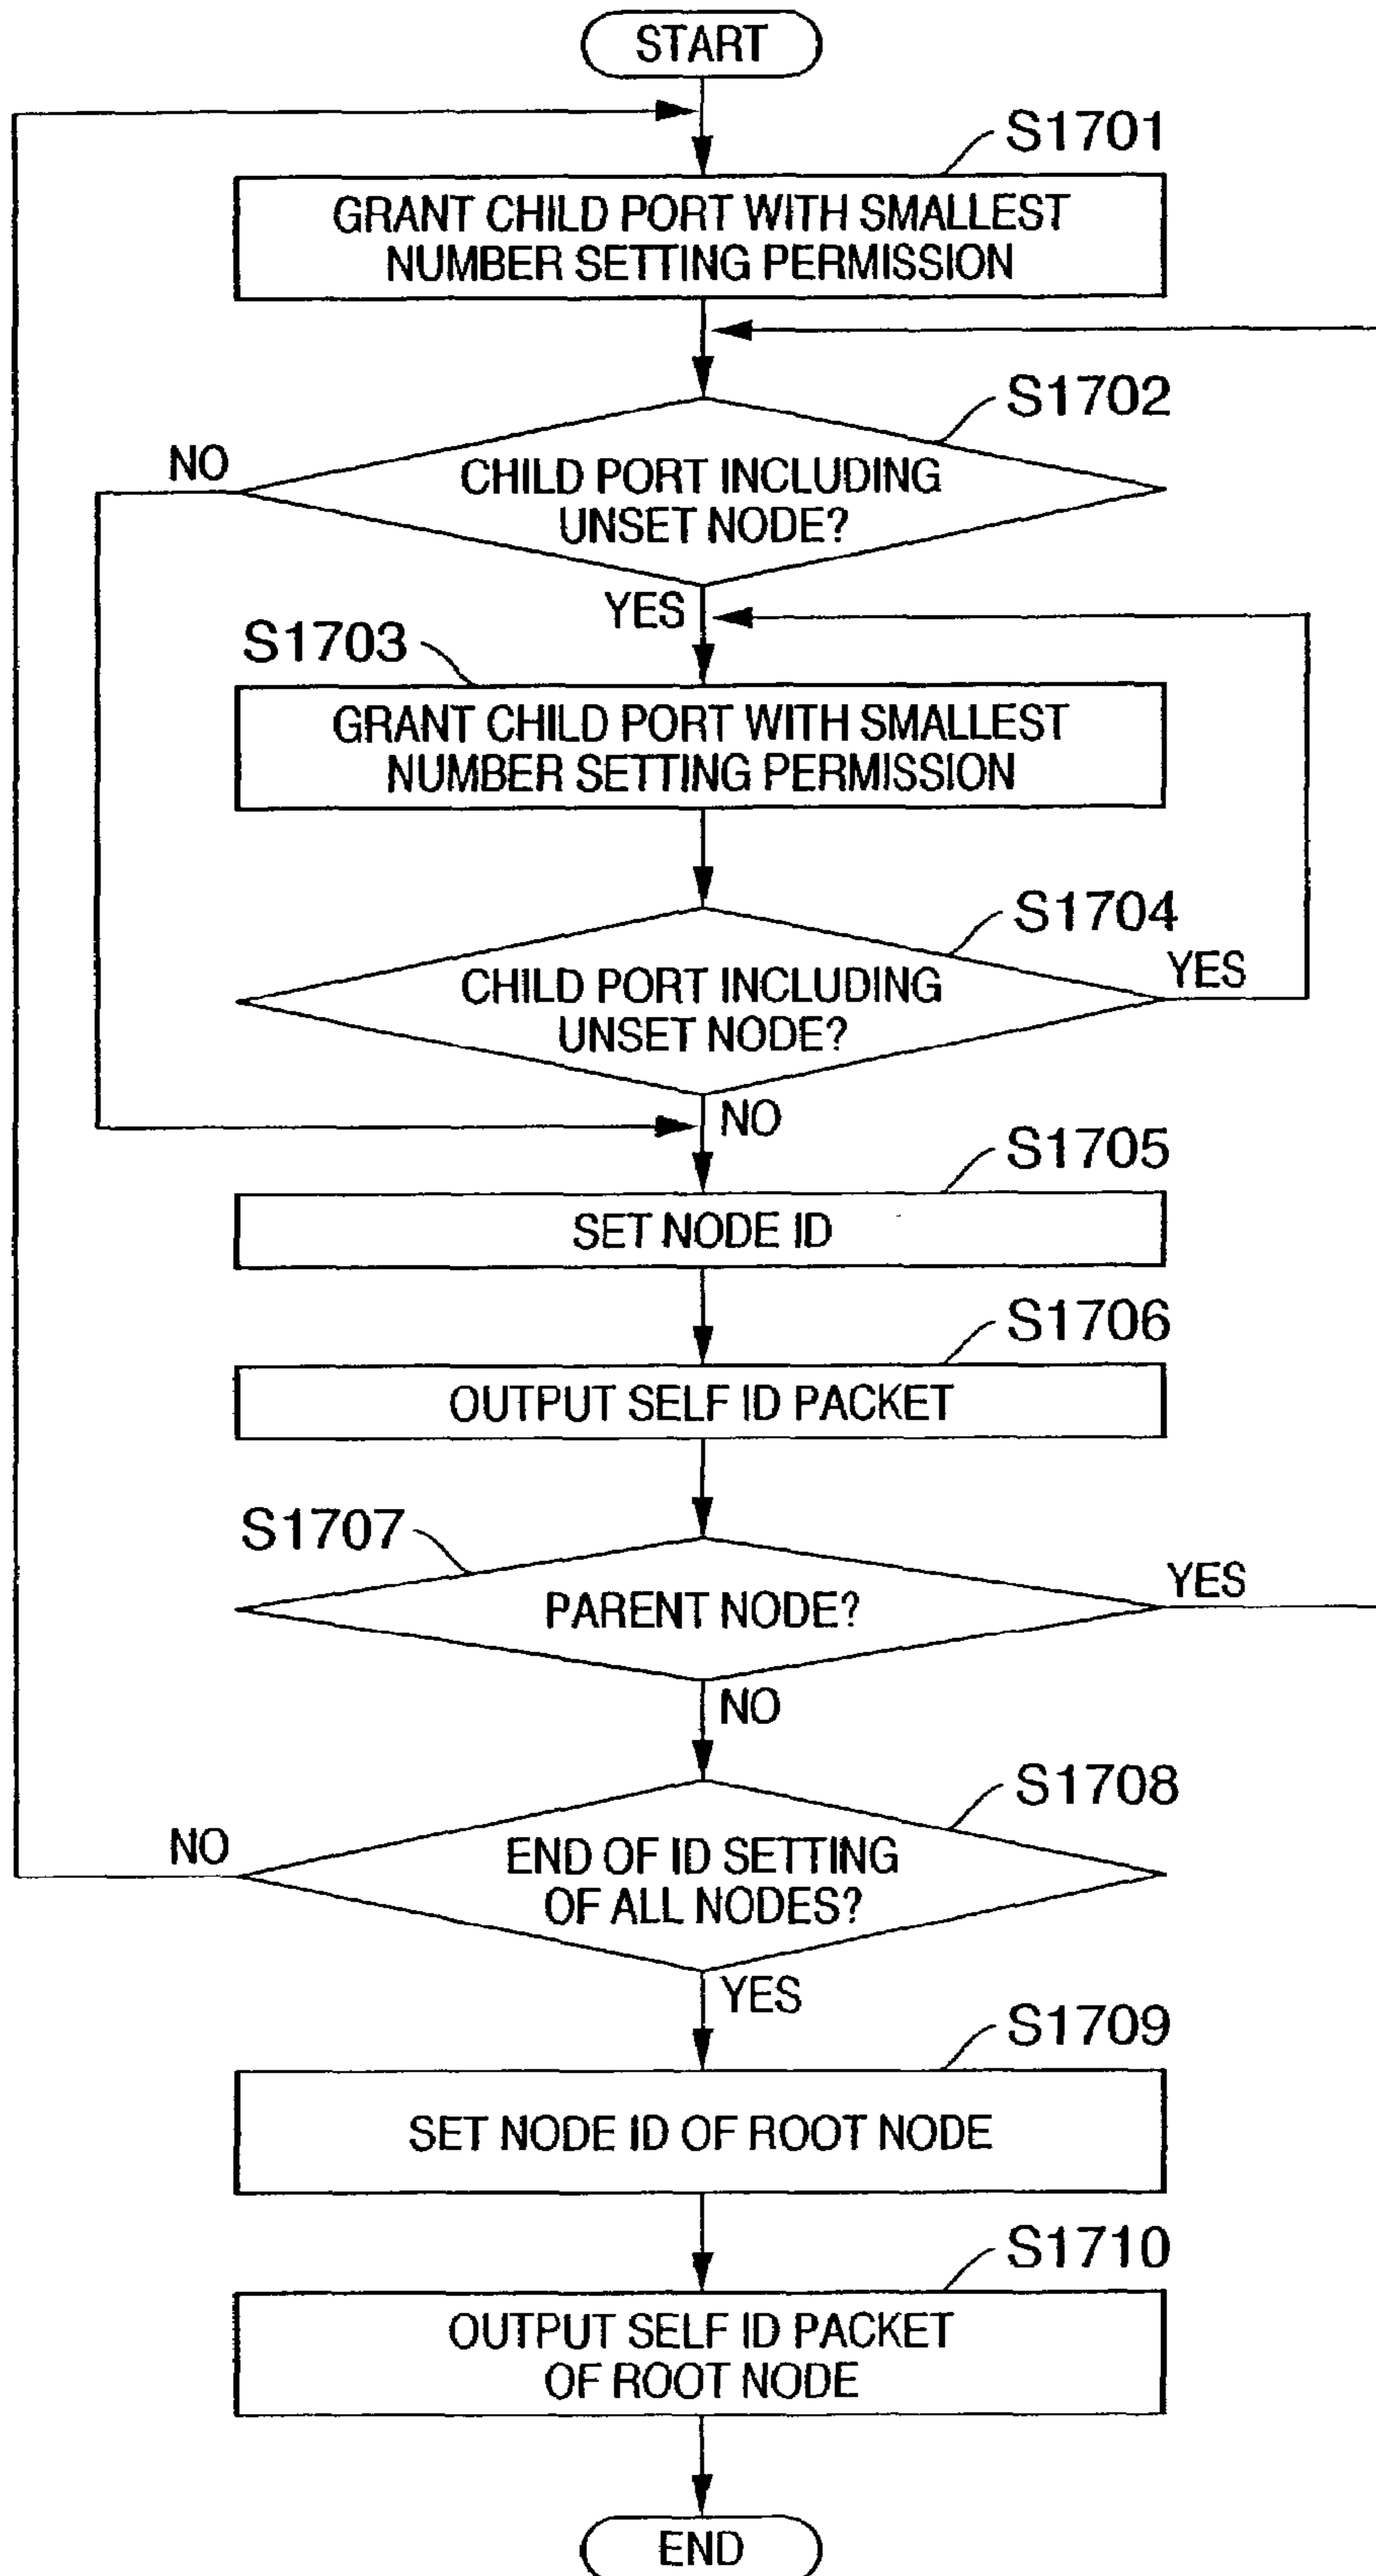 START
S1701
GRANT CHILD PORT WITH SMALLEST
NUMBER SETTING PERMISSION
S1702
NO
CHILD PORT INCLUDING
UNSET NODE?
YES
S1703
GRANT CHILD PORT WITH SMALLEST
NUMBER SETTING PERMISSION
S1704
YES
CHILD PORT INCLUDING
UNSET NODE?
NO
S1705
SET NODE ID
S1706
OUTPUT SELF ID PACKET
S1707
YES
PARENT NODE?
NO
S1708
NO
END OF ID SETTING
OF ALL NODES?
YES
S1709
SET NODE ID OF ROOT NODE
S1710
OUTPUT SELF ID PACKET
OF ROOT NODE
END